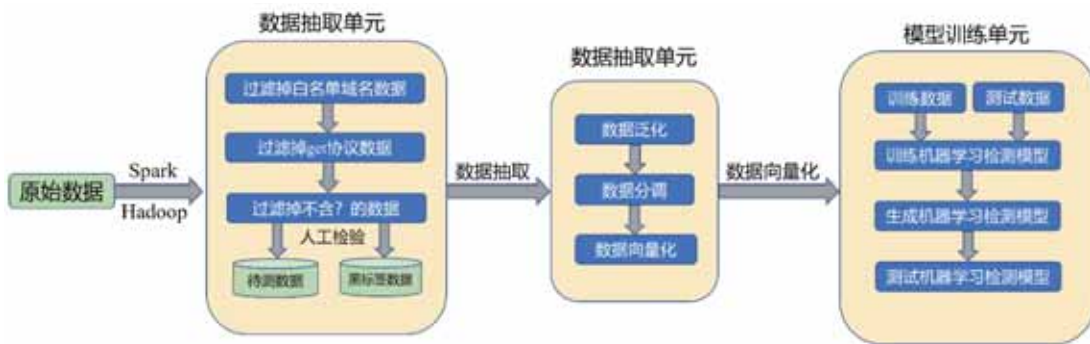 数据抽取单元
过滤掉白名单域名数据
过滤掉get协议数据
过滤掉不含？的数据
人工检验
待测数据
黑标签数据
原始数据
Spark
Hadoop
数据抽取
数据抽取单元
数据泛化
数据分调
数据向量化
数据向量化
模型训练单元
训练数据
测试数据
训练机器学习检测模型
生成机器学习检测模型
测试机器学习检测模型